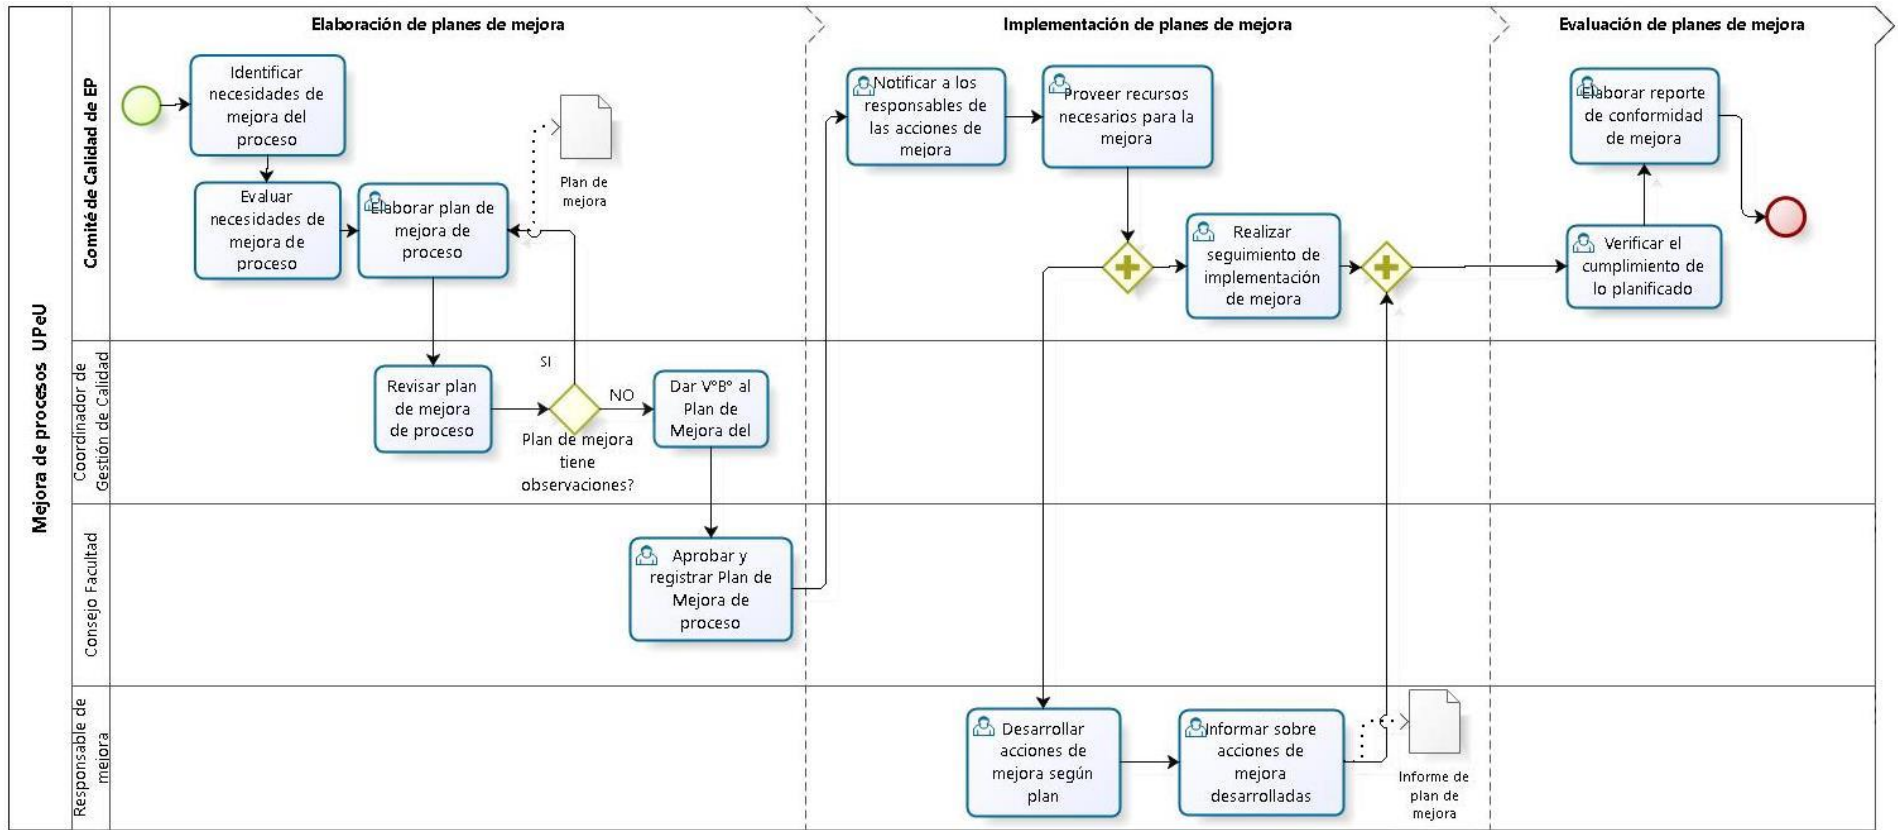 Mejora de procesos UPeU
Elaboración de planes de mejora
Implementación de planes de mejora
Evaluación de planes de mejora
Comité de Calidad de EP
Identificar
necesidades de
mejora del
proceso
Evaluar
necesidades de
mejora de
proceso
Elaborar plan de
mejora de
proceso
Plan de
mejora
Notificar a los
responsables de
las acciones de
mejora
Proveer recursos
necesarios para la
mejora
Realizar
seguimiento de
implementación
de mejora
Elaborar reporte
de conformidad
de mejora
Verificar el
cumplimiento de
lo planificado
Coordinador de
Gestión de Calidad
Revisar plan
de mejora
de proceso
SI
NO
Plan de mejora
tiene
observaciones?
Dar V°B° al
Plan de
Mejora del
Consejo Facultad
Aprobar y
registrar Plan de
Mejora de
proceso
Responsable de
mejora
Desarrollar
acciones de
mejora según
plan
Informar sobre
acciones de
mejora
desarrolladas
Informe de
plan de
mejora